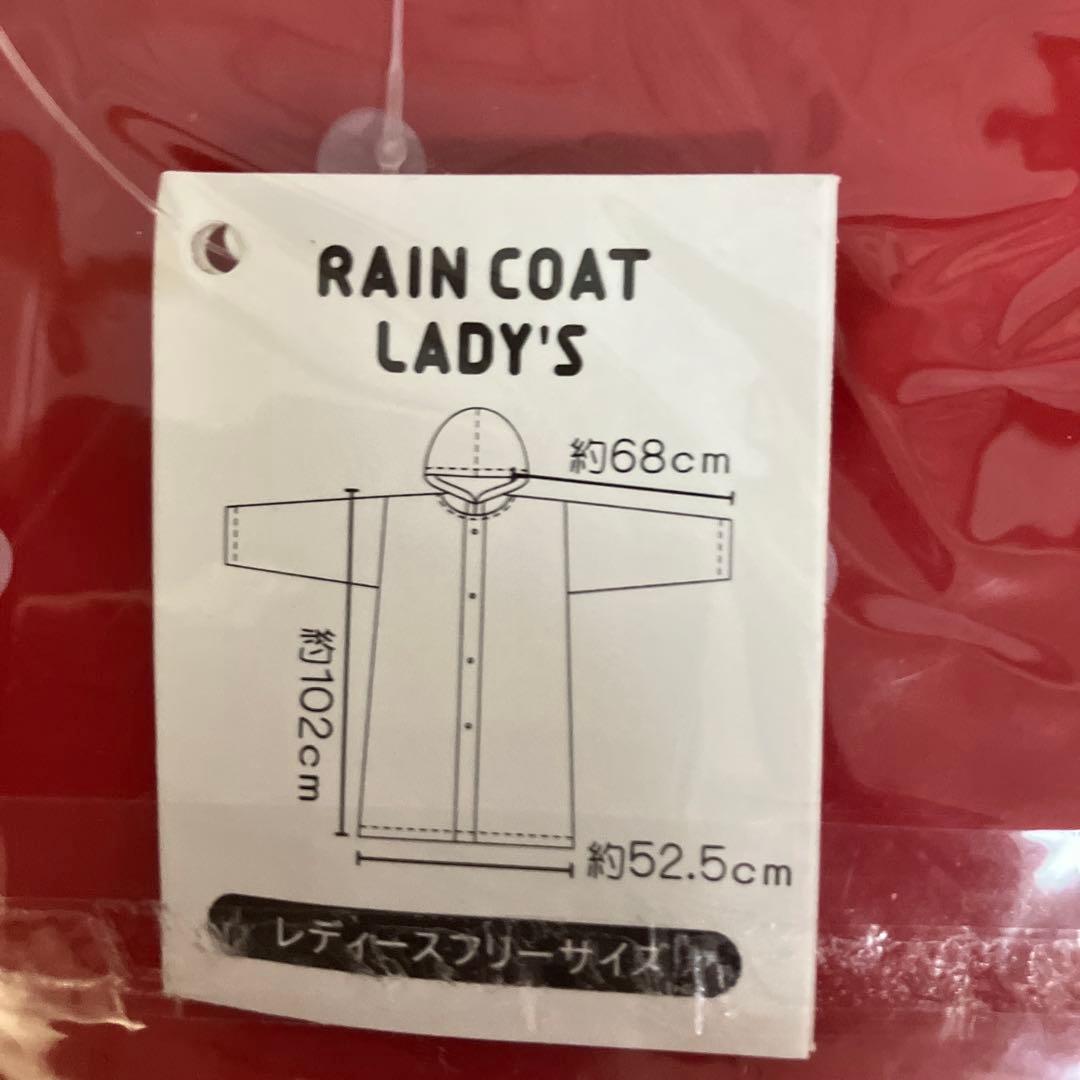 RAIN COAT
LADY'S
約68cm
約102cm
約52.5cm
レディースフリーサイズ